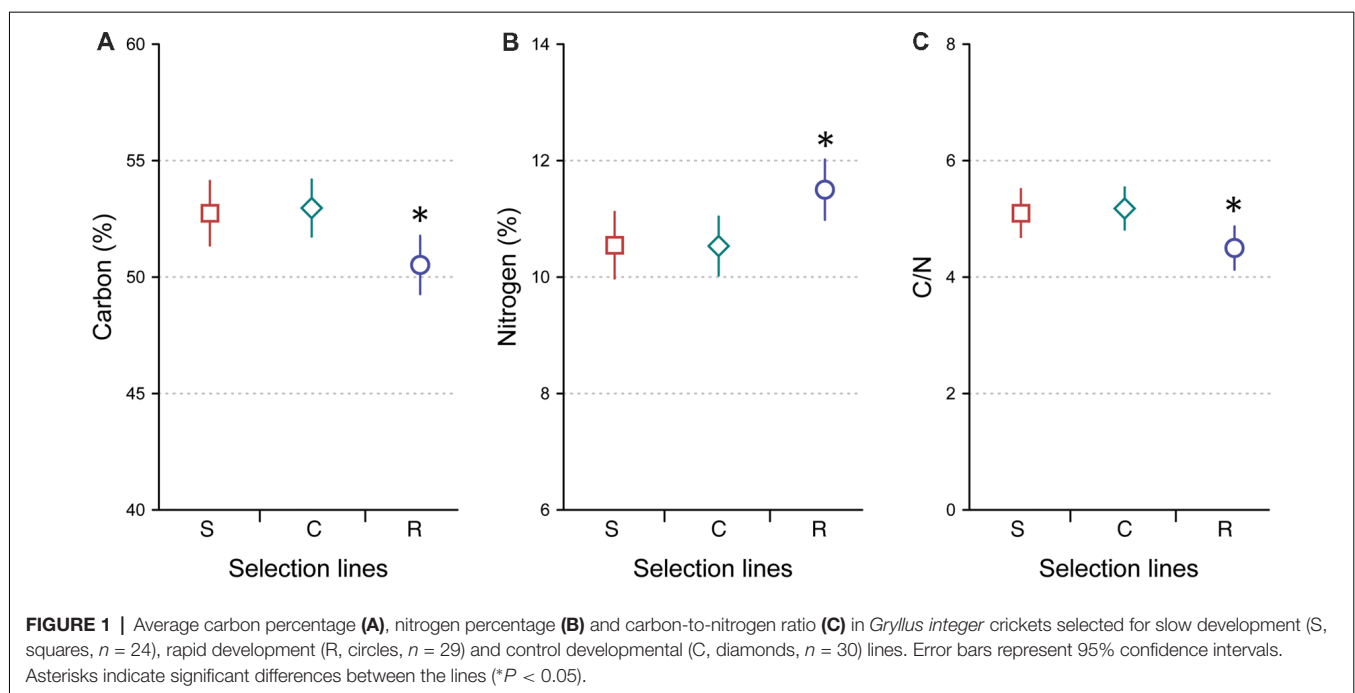 A
60
55
50
45
40
Carbon (%)
S C R
Selection lines
*
B
14
12
10
8
6
Nitrogen (%)
S C R
Selection lines
*
C
8
6
4
2
0
C/N
S C R
Selection lines
*
FIGURE 1 | Average carbon percentage (A), nitrogen percentage (B) and carbon-to-nitrogen ratio (C) in Gryllus integer crickets selected for slow development (S,
squares, n = 24), rapid development (R, circles, n = 29) and control developmental (C, diamonds, n = 30) lines. Error bars represent 95% confidence intervals.
Asterisks indicate significant differences between the lines (*P < 0.05).